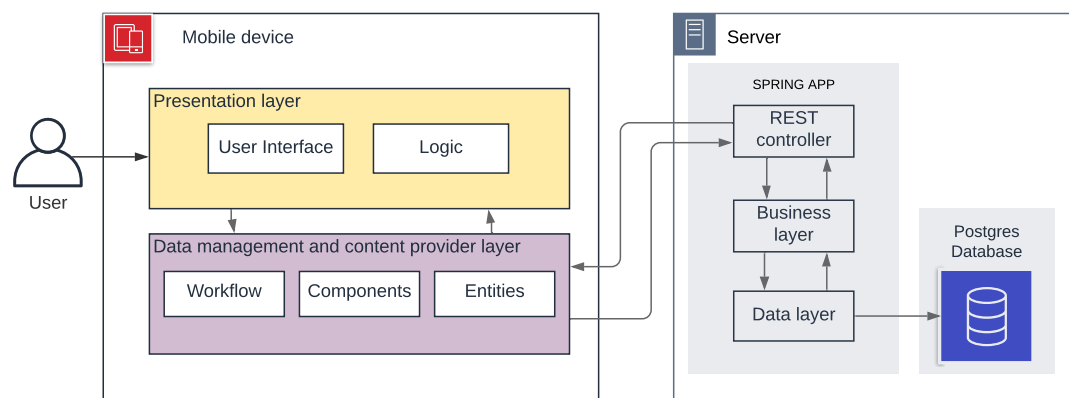 Mobile device
Presentation layer
User Interface
Logic
User
Data management and content provider layer
Workflow
Components
Entities
Server
SPRING APP
REST
controller
Business
layer
Data layer
Postgres
Database